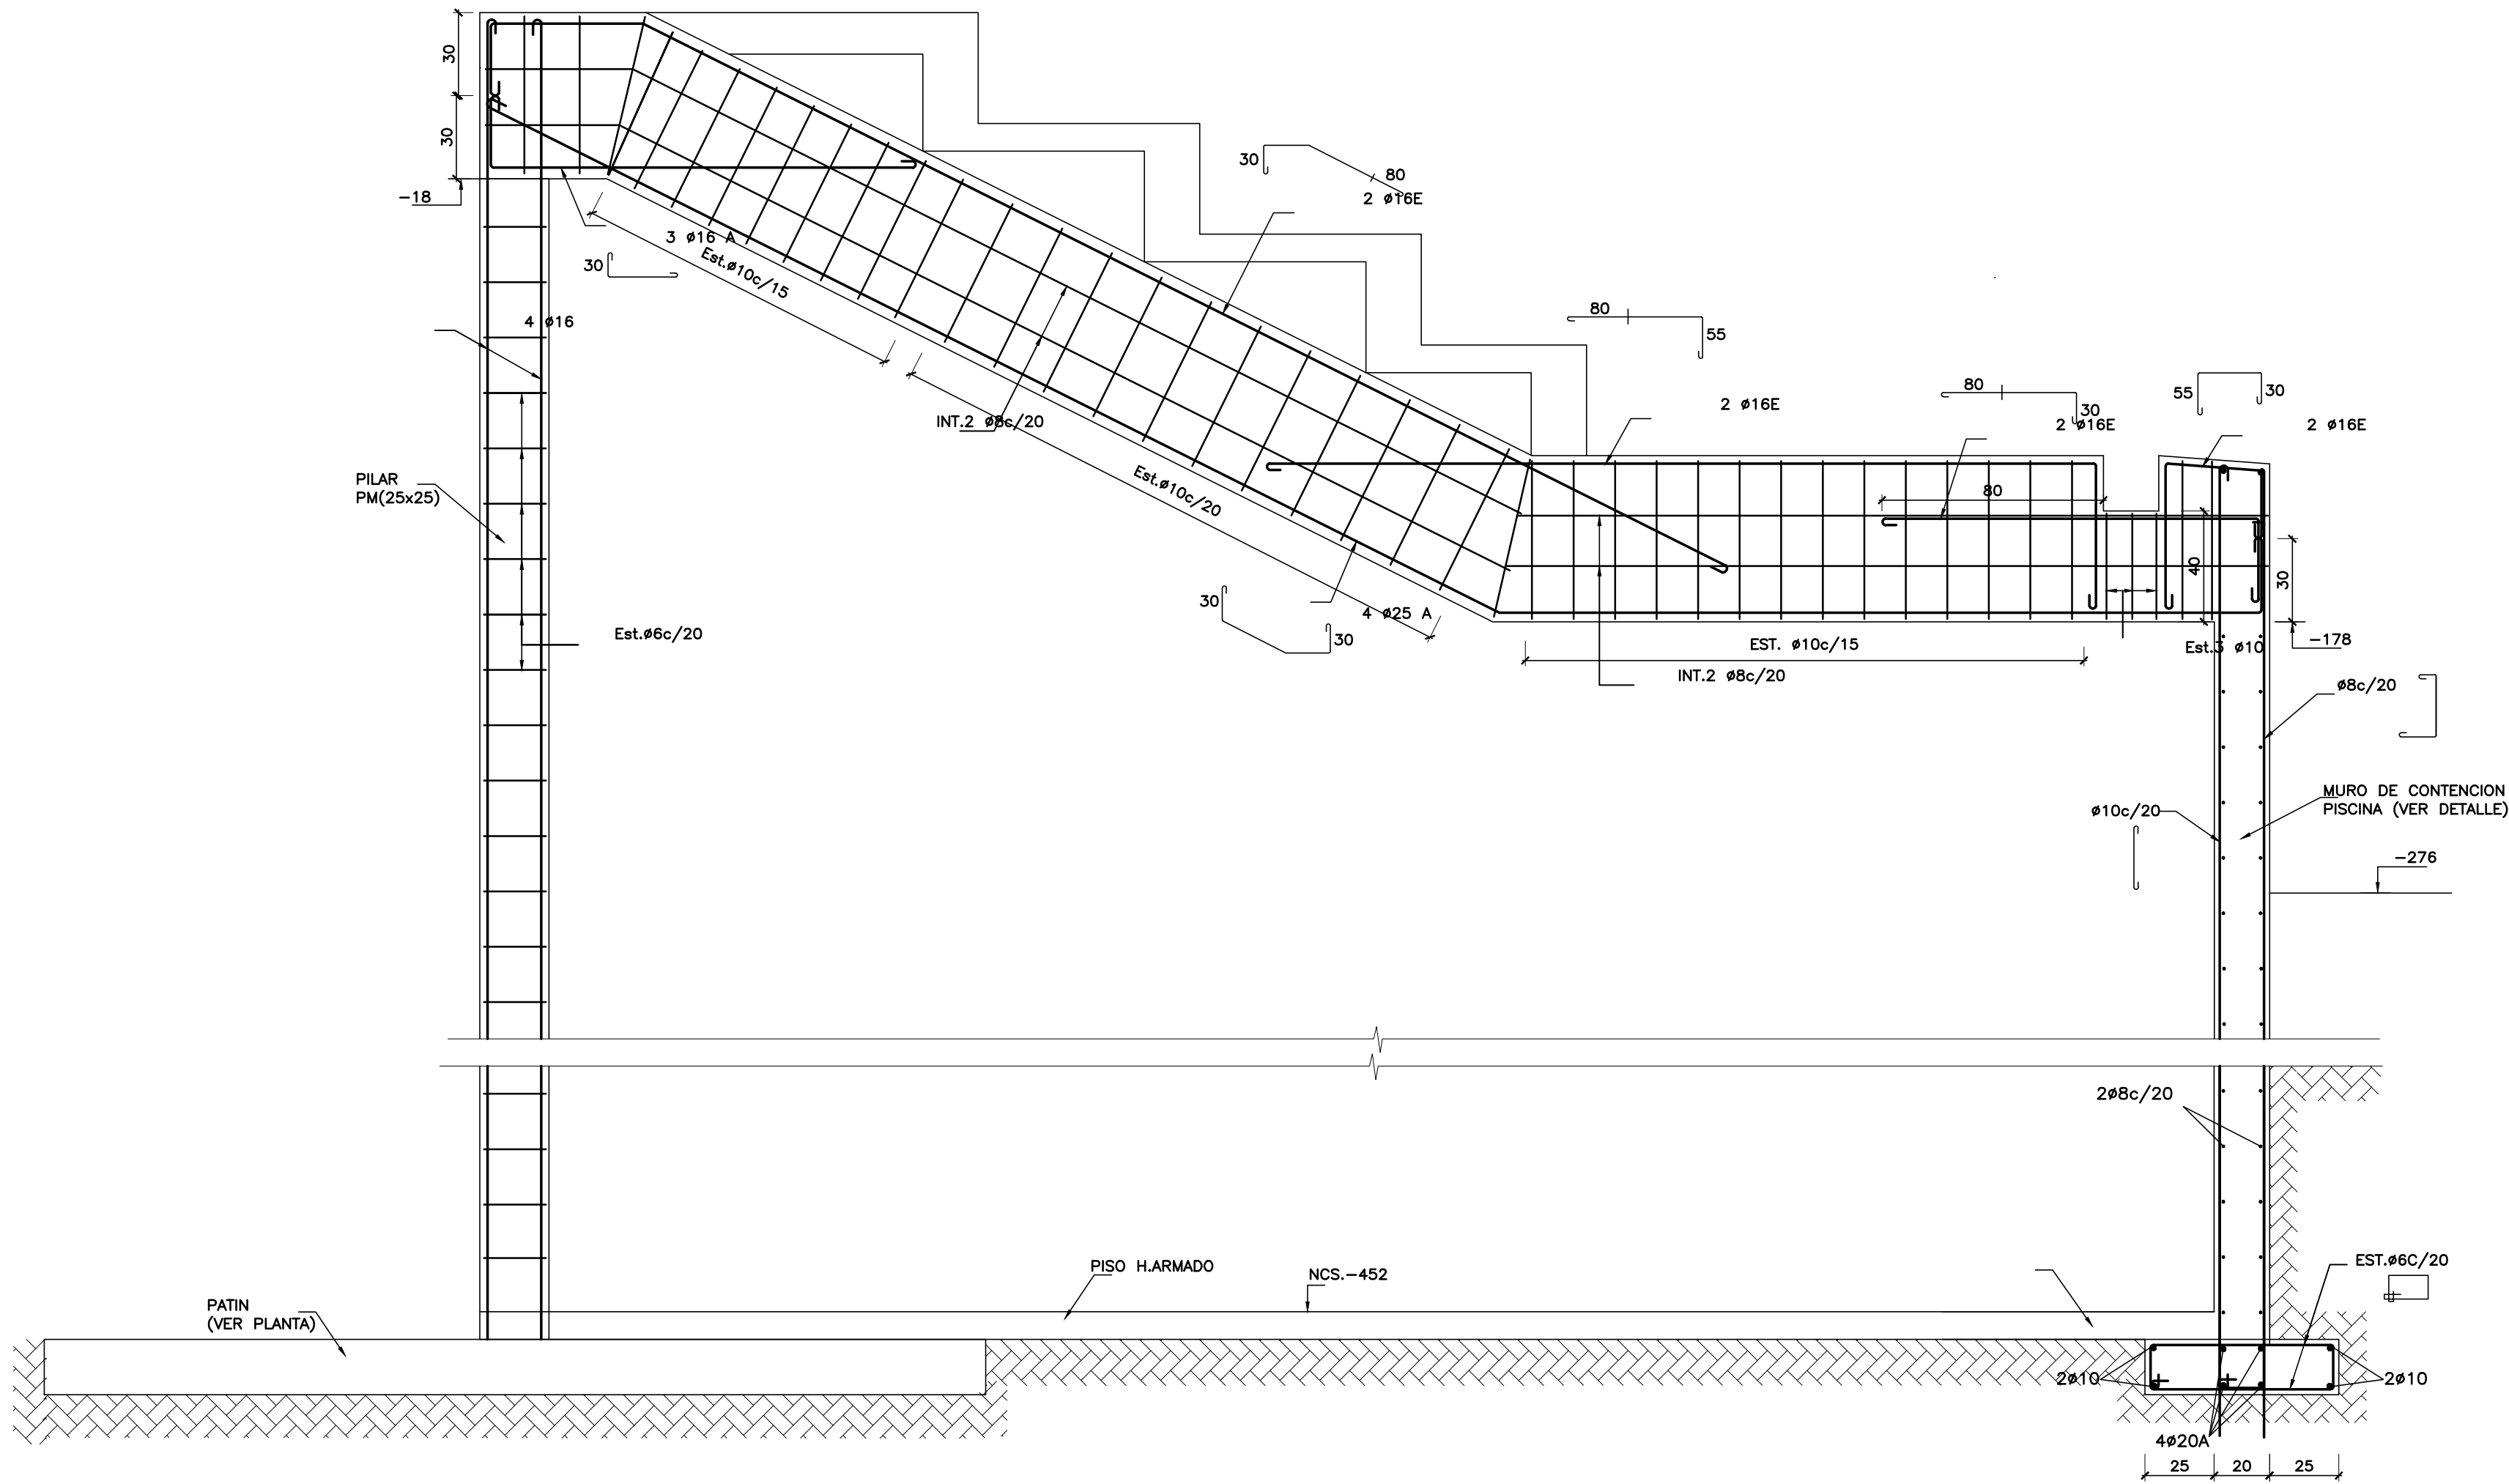 30
30
-18
3 ø16 A
30
Est.ø10c/15
4 ø16
30
80
2 ø16E
80
55
2 ø16E
80
30
2 ø16E
55
30
2 ø16E
INT.2 ø8c/20
Est.ø10c/20
PILAR
PM(25x25)
Est.ø6c/20
80
40
30
30
4 ø25 A
30
EST. ø10c/15
INT.2 ø8c/20
Est.3 ø10
-178
ø8c/20
MURO DE CONTENCION
PISCINA (VER DETALLE)
ø10c/20
-276
2ø8c/20
PISO H.ARMADO
NCS.-452
EST.ø6C/20
PATIN
(VER PLANTA)
2ø10
2ø10
4ø20A
25
20
25